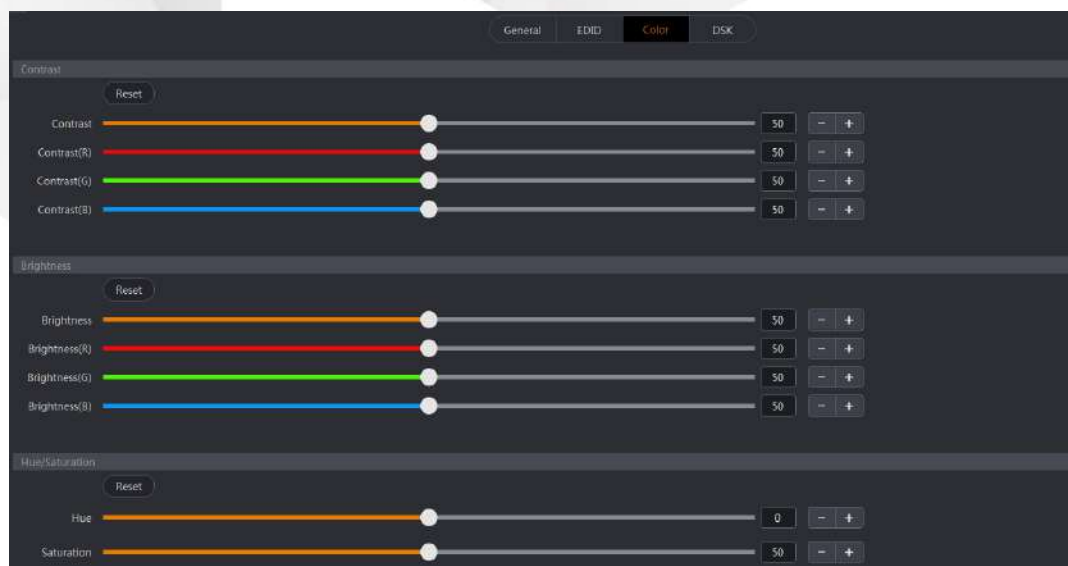 General EDID Color DSK
Contrast
Reset
Contrast 50 - +
Contrast(R) 50 - +
Contrast(G) 50 - +
Contrast(B) 50 - +
Brightness
Reset
Brightness 50 - +
Brightness(R) 50 - +
Brightness(G) 50 - +
Brightness(B) 50 - +
Hue/Saturation
Reset
Hue 0 - +
Saturation 50 - +